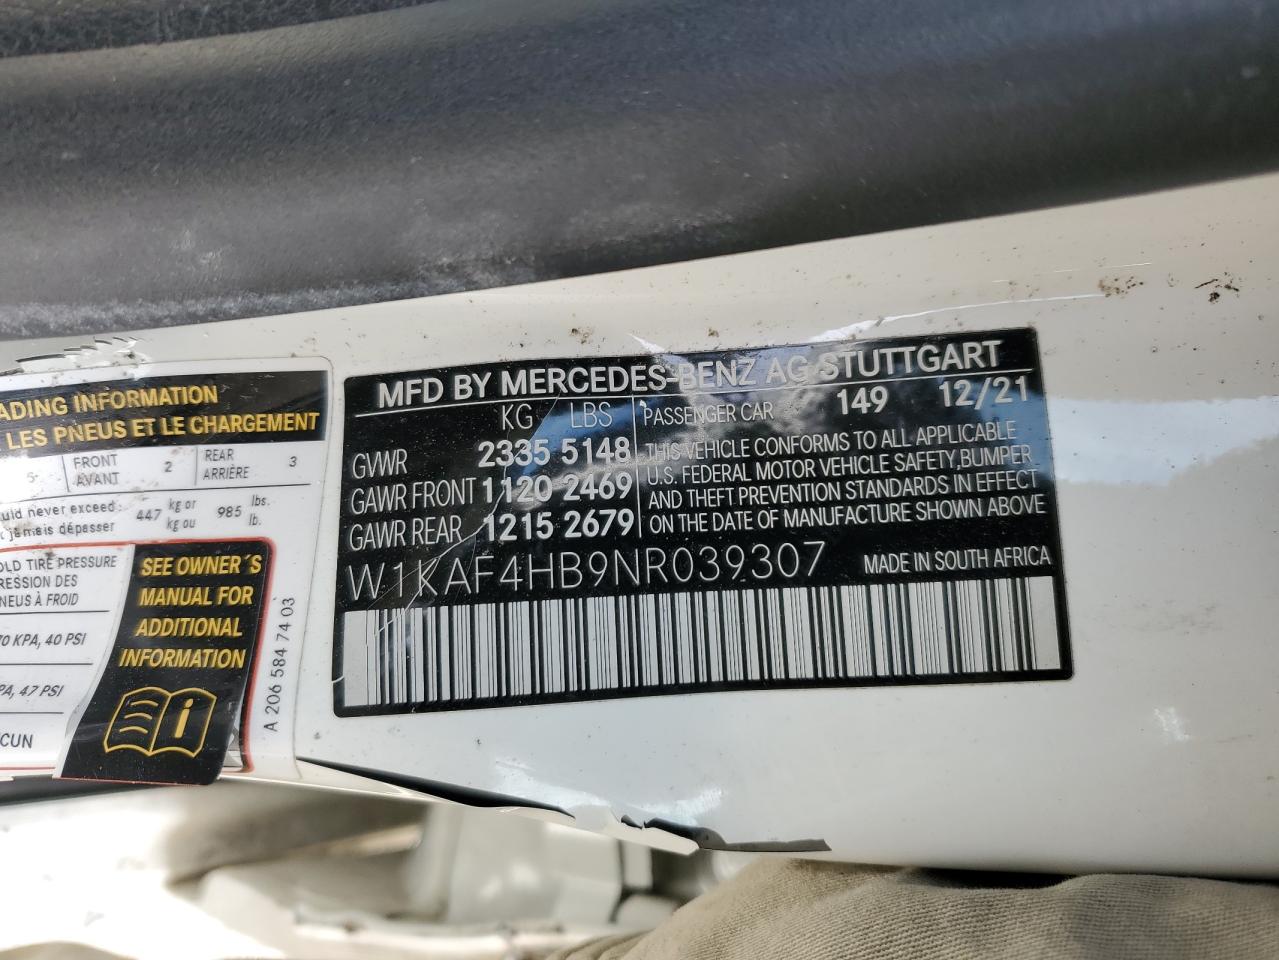 ADING INFORMATION
LES PNEUS ET LE CHARGEMENT
5 FRONT AVANT 2 REAR ARRIÈRE 3
uld never exceed: 447 kg or 985 lbs.
jamais dépasser kg ou lb.
OLD TIRE PRESSURE
RESSION DES
NEUS À FROID
70 KPA, 40 PSI
PA, 47 PSI
CUN
SEE OWNER´S
MANUAL FOR
ADDITIONAL
INFORMATION
i
A 206 584 74 03
MFD BY MERCEDES-BENZ AG STUTTGART
KG LBS
GVWR 2335 5148
GAWR FRONT 1120 2469
GAWR REAR 1215 2679
PASSENGER CAR 149 12/21
THIS VEHICLE CONFORMS TO ALL APPLICABLE
U.S. FEDERAL MOTOR VEHICLE SAFETY,BUMPER
AND THEFT PREVENTION STANDARDS IN EFFECT
ON THE DATE OF MANUFACTURE SHOWN ABOVE
W1KAF4HB9NR039307 MADE IN SOUTH AFRICA